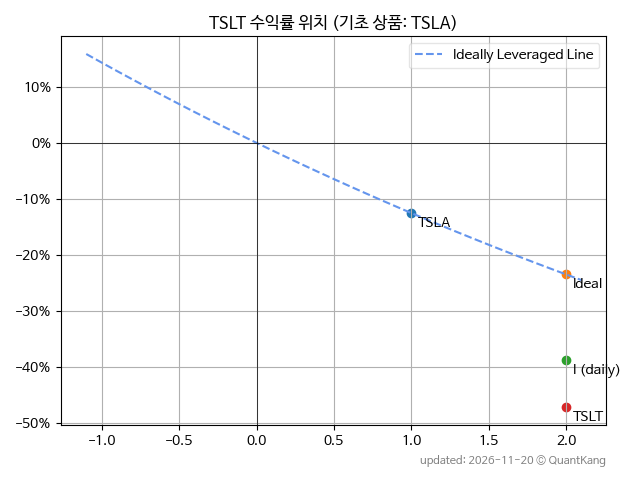 TSLT 수익률 위치 (기초 상품: TSLA)
Ideally Leveraged Line
10%
0%
−10%
−20%
−30%
−40%
−50%
TSLA
Ideal
I (daily)
TSLT
−1.0
−0.5
0.0
0.5
1.0
1.5
2.0
updated: 2026-11-20 © QuantKang